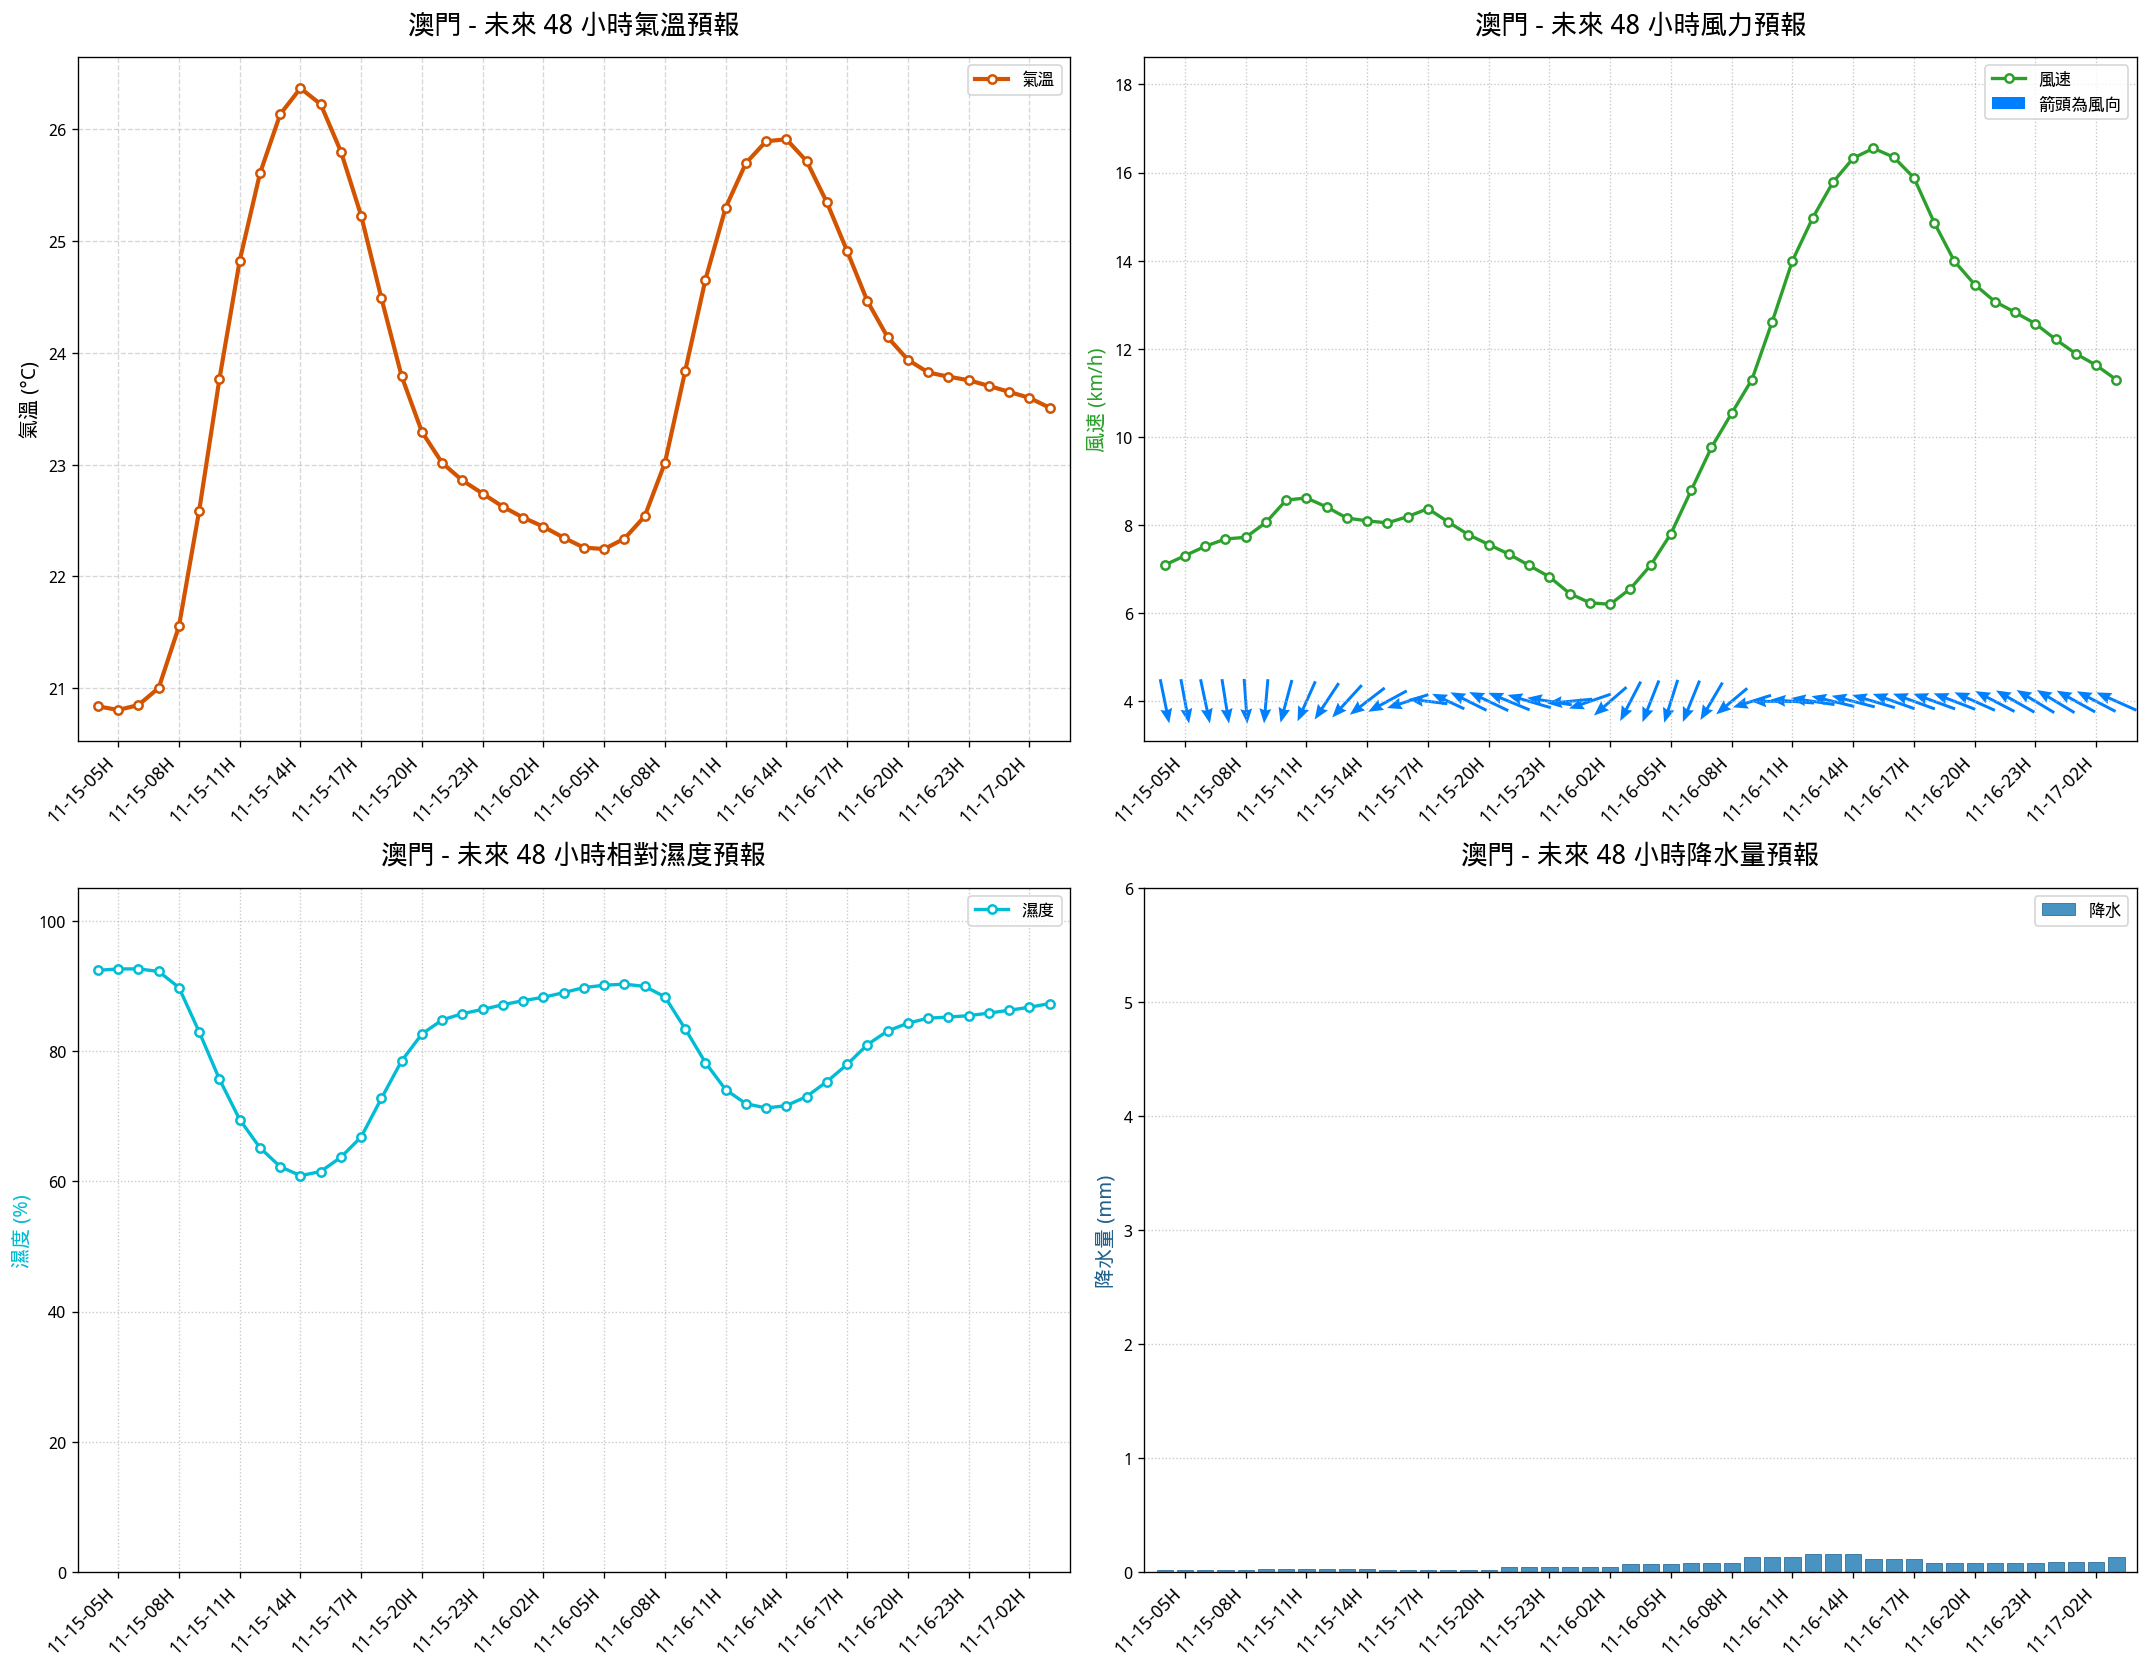 澳門 - 未來 48 小時氣溫預報
氣溫
氣溫 (°C)
26
25
24
23
22
21
11-15-05H
11-15-08H
11-15-11H
11-15-14H
11-15-17H
11-15-20H
11-15-23H
11-16-02H
11-16-05H
11-16-08H
11-16-11H
11-16-14H
11-16-17H
11-16-20H
11-16-23H
11-17-02H
澳門 - 未來 48 小時風力預報
風速
箭頭為風向
風速 (km/h)
18
16
14
12
10
8
6
4
11-15-05H
11-15-08H
11-15-11H
11-15-14H
11-15-17H
11-15-20H
11-15-23H
11-16-02H
11-16-05H
11-16-08H
11-16-11H
11-16-14H
11-16-17H
11-16-20H
11-16-23H
11-17-02H
澳門 - 未來 48 小時相對濕度預報
濕度
濕度 (%)
100
80
60
40
20
0
11-15-05H
11-15-08H
11-15-11H
11-15-14H
11-15-17H
11-15-20H
11-15-23H
11-16-02H
11-16-05H
11-16-08H
11-16-11H
11-16-14H
11-16-17H
11-16-20H
11-16-23H
11-17-02H
澳門 - 未來 48 小時降水量預報
降水
降水量 (mm)
6
5
4
3
2
1
0
11-15-05H
11-15-08H
11-15-11H
11-15-14H
11-15-17H
11-15-20H
11-15-23H
11-16-02H
11-16-05H
11-16-08H
11-16-11H
11-16-14H
11-16-17H
11-16-20H
11-16-23H
11-17-02H